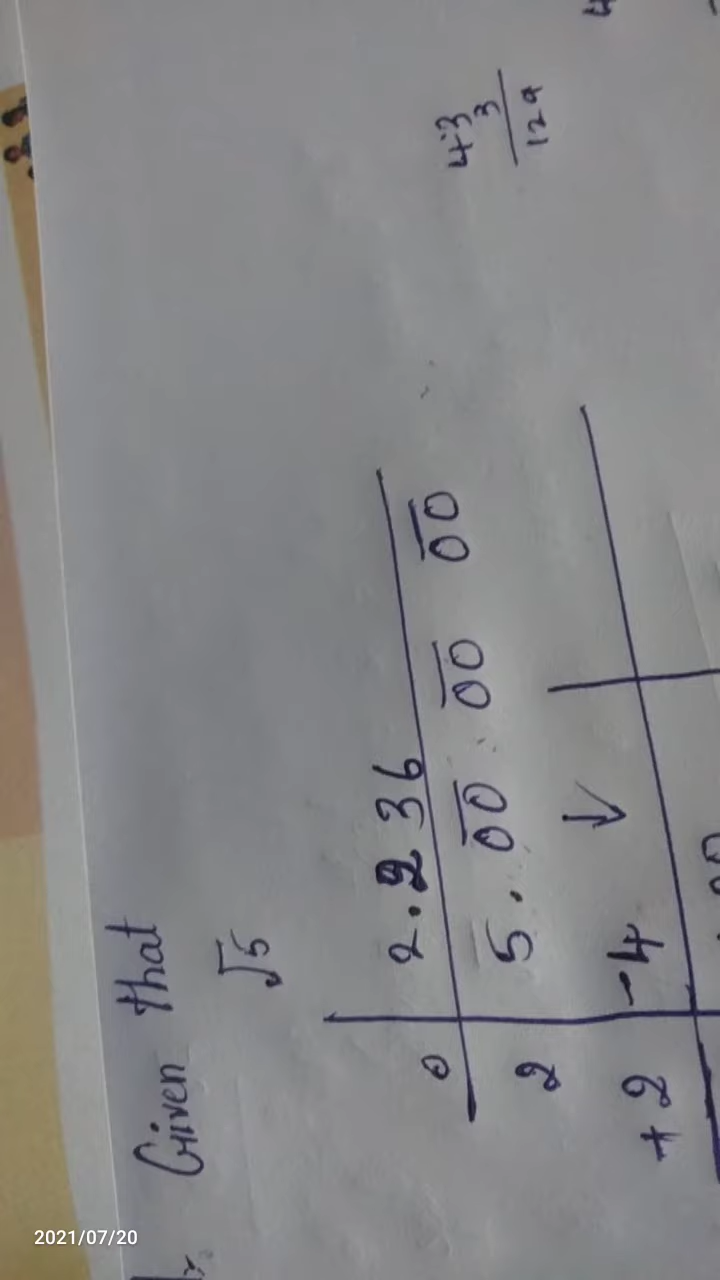 Given that
√5
0 2.236
2 5.00 00 00
+2 -4 ↓
43
3
129
2021/07/20